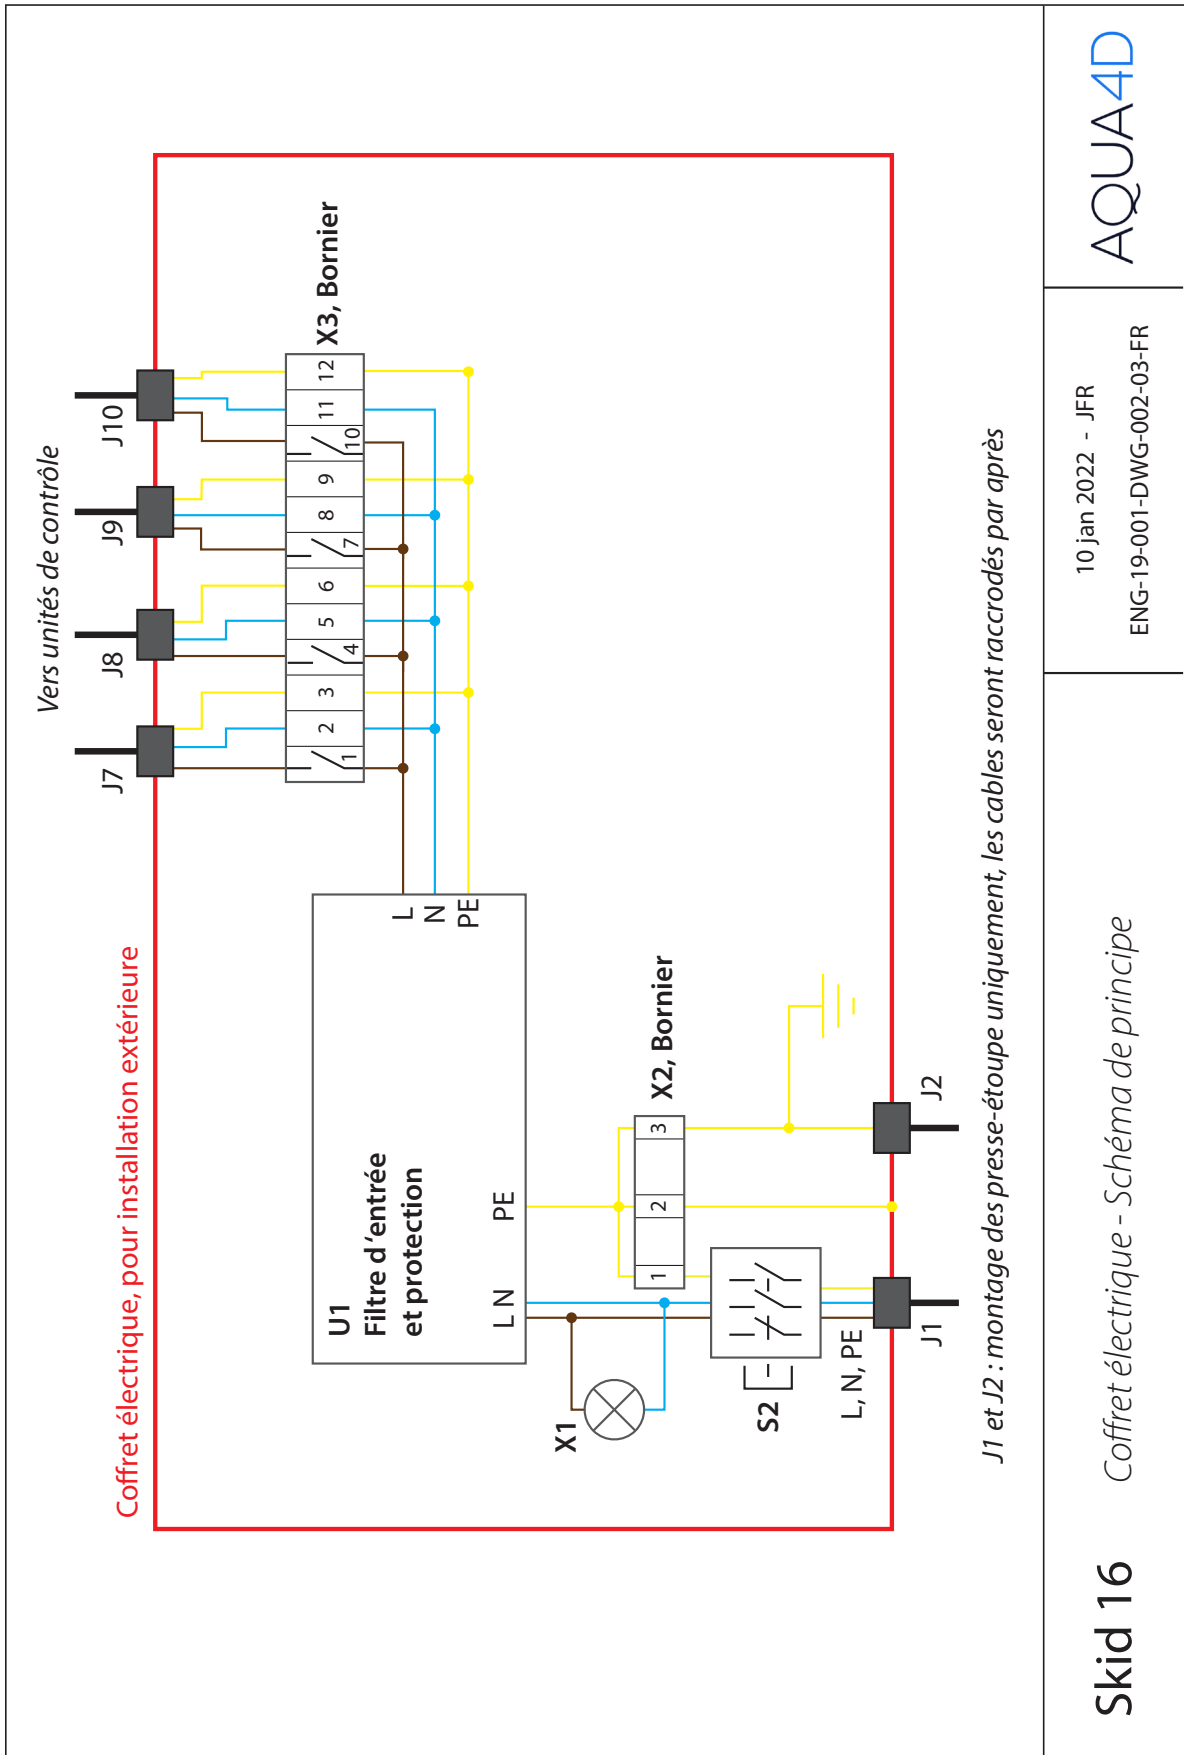 Vers unités de contrôle
J7
J8
J9
J10
Coffret électrique, pour installation extérieure
X3, Bornier
1
2
3
4
5
6
7
8
9
10
11
12
L
N
PE
U1
Filtre d'entrée
et protection
L N
PE
X2, Bornier
1
2
3
X1
S2
L, N, PE
J1
J2
J1 et J2 : montage des presse-étoupe uniquement, les cables seront raccrodés par après
Skid 16
Coffret électrique - Schéma de principe
10 jan 2022 - JFR
ENG-19-001-DWG-002-03-FR
AQUA4D